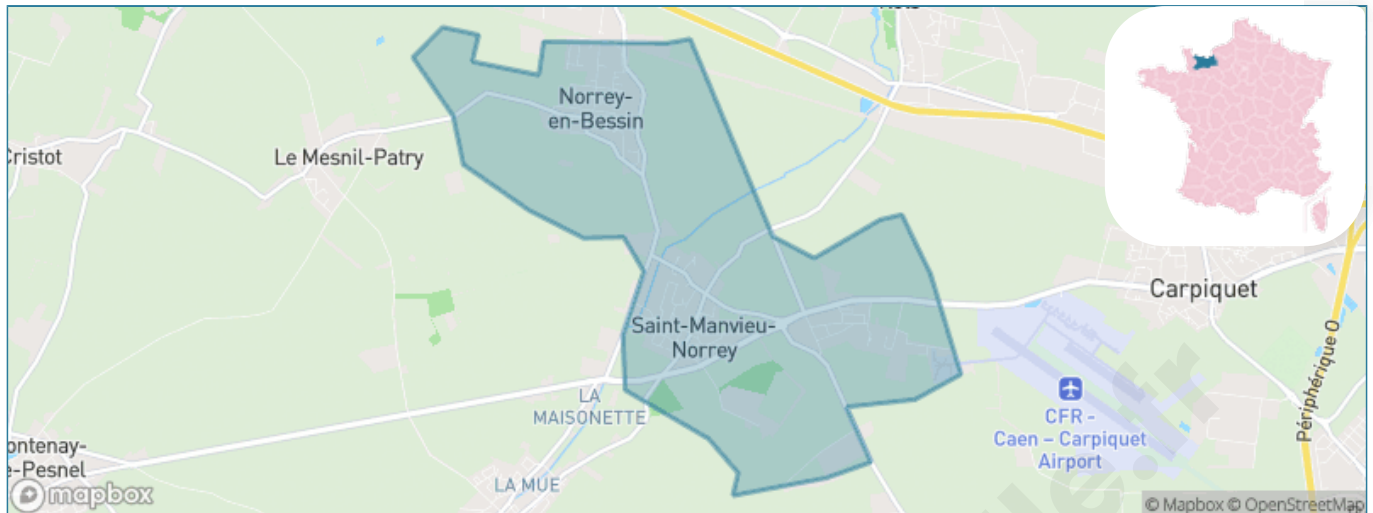 Norrey-
en-Bessin
Cristot
Le Mesnil-Patry
Carpiquet
Saint-Manvieu-
Norrey
Périphérique O
LA
MAISONETTE
CFR -
Caen – Carpiquet
Airport
LA MUE
mapbox
© Mapbox © OpenStreetMap